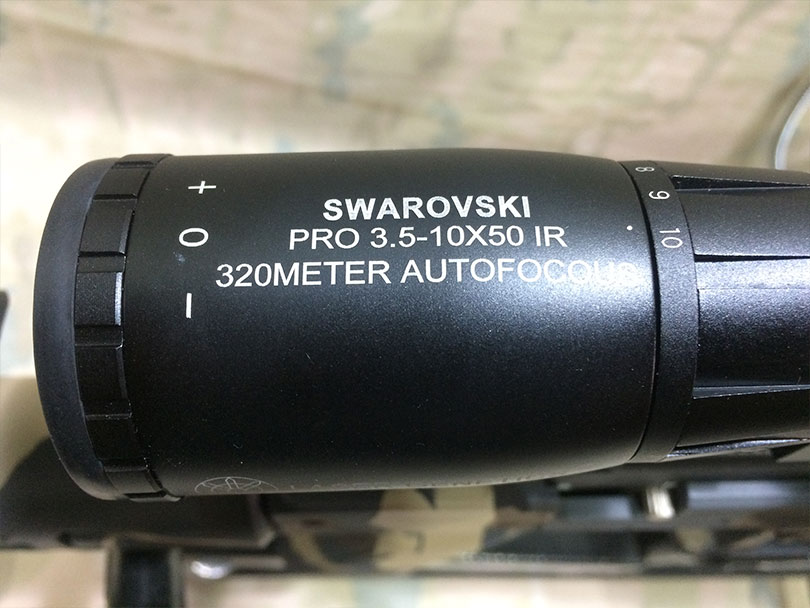 SWAROVSKI
PRO 3.5-10X50 IR
320METER AUTOFOCOUS
+
0
−
8
9
10